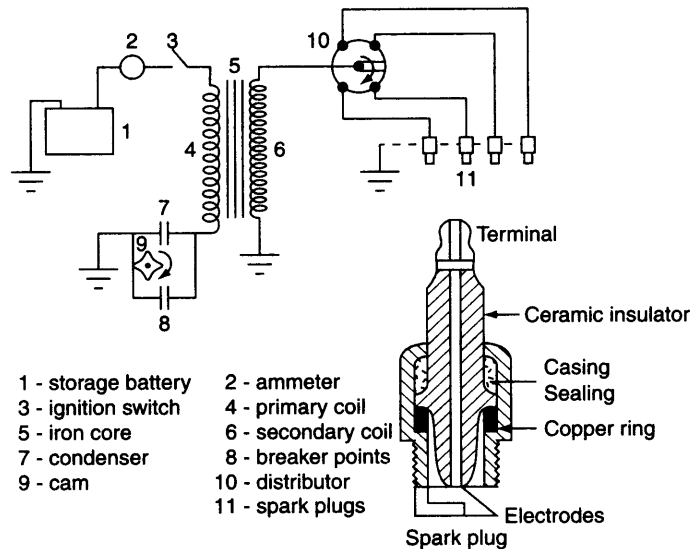 10
2
3
5
1
4
6
11
7
9
8
Terminal
Ceramic insulator
Casing
Sealing
Copper ring
Electrodes
Spark plug
1 - storage battery
2 - ammeter
3 - ignition switch
4 - primary coil
5 - iron core
6 - secondary coil
7 - condenser
8 - breaker points
9 - cam
10 - distributor
11 - spark plugs